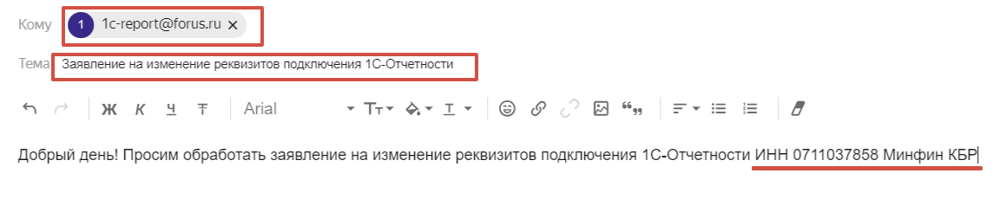 Кому 1 1c-report@forus.ru ×
Тема Заявление на изменение реквизитов подключения 1С-Отчетности
Ж К Ч Т Arial Тт Т
Добрый день! Просим обработать заявление на изменение реквизитов подключения 1С-Отчетности ИНН 0711037858 Минфин КБР